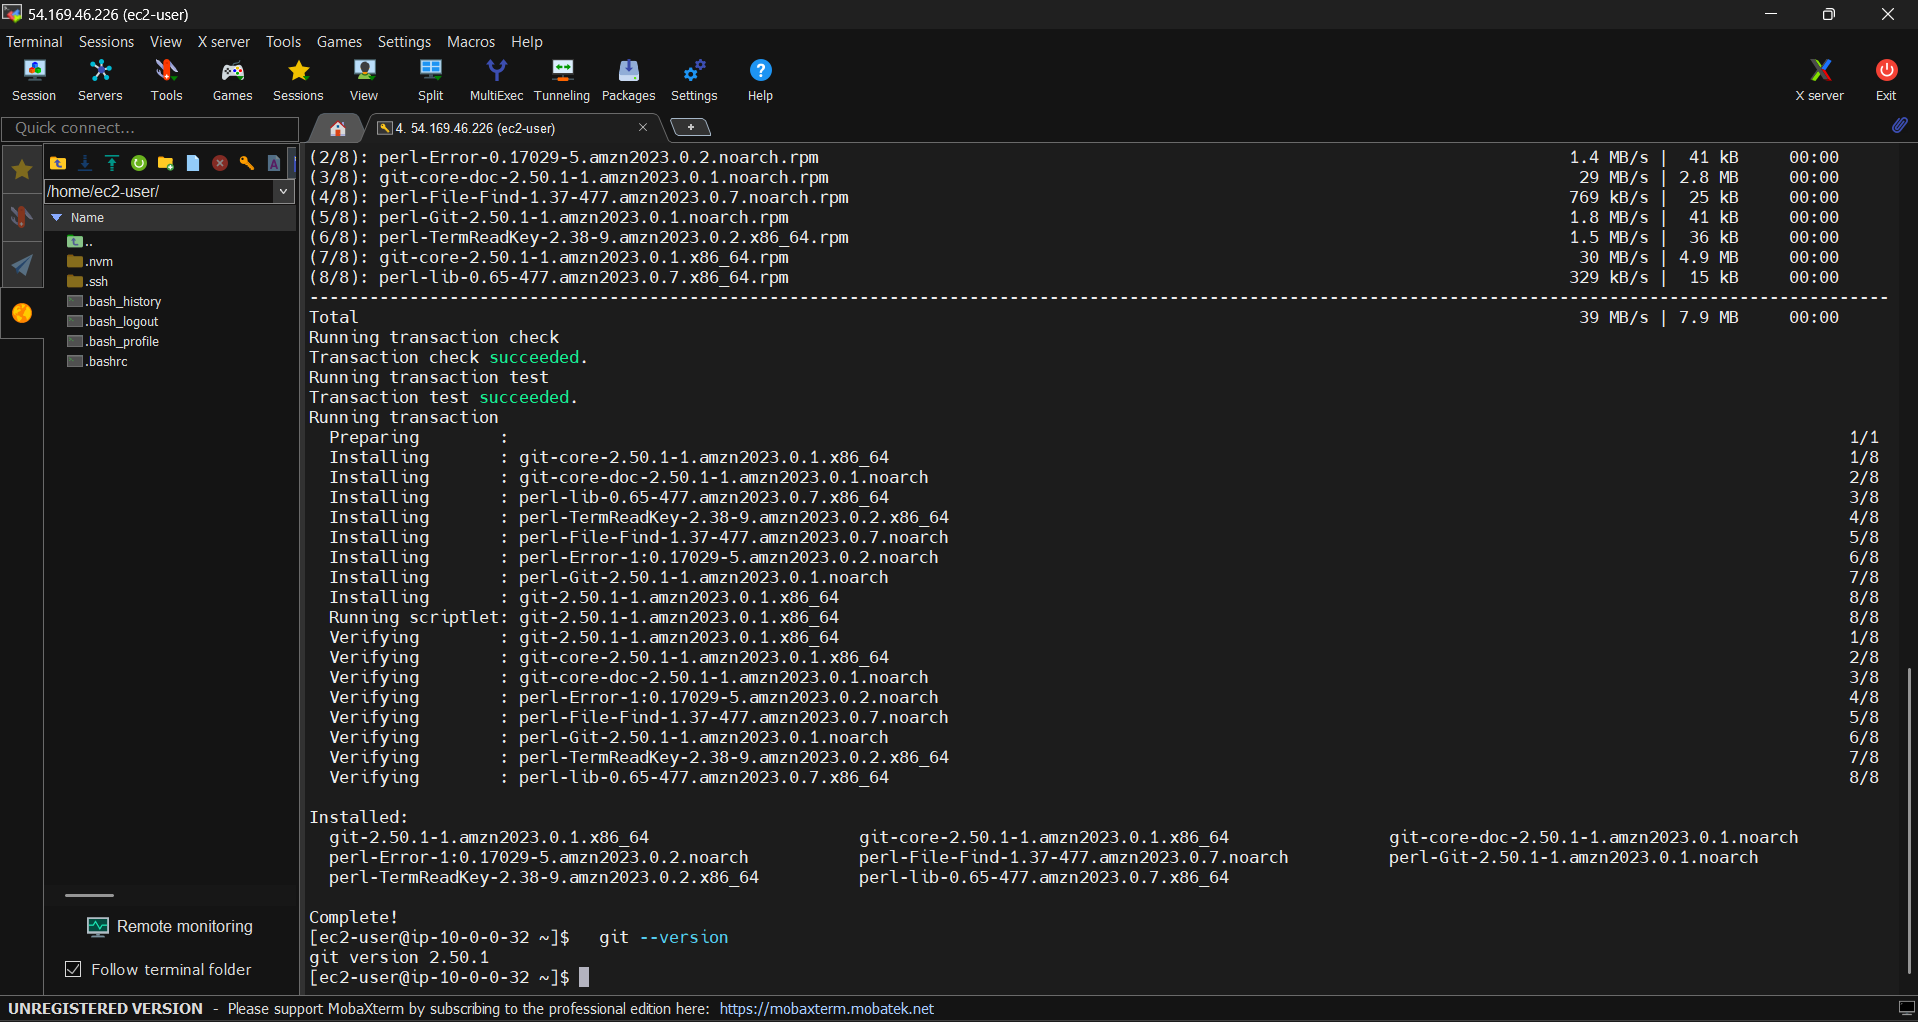 54.169.46.226 (ec2-user)
Terminal Sessions View X server Tools Games Settings Macros Help
Session Servers Tools Games Sessions View Split MultiExec Tunneling Packages Settings Help X server Exit
Quick connect...
4. 54.169.46.226 (ec2-user)
/home/ec2-user/
Name
..
.nvm
.ssh
.bash_history
.bash_logout
.bash_profile
.bashrc
Remote monitoring
Follow terminal folder
(2/8): perl-Error-0.17029-5.amzn2023.0.2.noarch.rpm 1.4 MB/s | 41 kB 00:00
(3/8): git-core-doc-2.50.1-1.amzn2023.0.1.noarch.rpm 29 MB/s | 2.8 MB 00:00
(4/8): perl-File-Find-1.37-477.amzn2023.0.7.noarch.rpm 769 kB/s | 25 kB 00:00
(5/8): perl-Git-2.50.1-1.amzn2023.0.1.noarch.rpm 1.8 MB/s | 41 kB 00:00
(6/8): perl-TermReadKey-2.38-9.amzn2023.0.2.x86_64.rpm 1.5 MB/s | 36 kB 00:00
(7/8): git-core-2.50.1-1.amzn2023.0.1.x86_64.rpm 30 MB/s | 4.9 MB 00:00
(8/8): perl-lib-0.65-477.amzn2023.0.7.x86_64.rpm 329 kB/s | 15 kB 00:00
--------------------------------------------------------------------------------
Total 39 MB/s | 7.9 MB 00:00
Running transaction check
Transaction check succeeded.
Running transaction test
Transaction test succeeded.
Running transaction
Preparing : 1/1
Installing : git-core-2.50.1-1.amzn2023.0.1.x86_64 1/8
Installing : git-core-doc-2.50.1-1.amzn2023.0.1.noarch 2/8
Installing : perl-lib-0.65-477.amzn2023.0.7.x86_64 3/8
Installing : perl-TermReadKey-2.38-9.amzn2023.0.2.x86_64 4/8
Installing : perl-File-Find-1.37-477.amzn2023.0.7.noarch 5/8
Installing : perl-Error-1:0.17029-5.amzn2023.0.2.noarch 6/8
Installing : perl-Git-2.50.1-1.amzn2023.0.1.noarch 7/8
Installing : git-2.50.1-1.amzn2023.0.1.x86_64 8/8
Running scriptlet: git-2.50.1-1.amzn2023.0.1.x86_64 8/8
Verifying : git-2.50.1-1.amzn2023.0.1.x86_64 1/8
Verifying : git-core-2.50.1-1.amzn2023.0.1.x86_64 2/8
Verifying : git-core-doc-2.50.1-1.amzn2023.0.1.noarch 3/8
Verifying : perl-Error-1:0.17029-5.amzn2023.0.2.noarch 4/8
Verifying : perl-File-Find-1.37-477.amzn2023.0.7.noarch 5/8
Verifying : perl-Git-2.50.1-1.amzn2023.0.1.noarch 6/8
Verifying : perl-TermReadKey-2.38-9.amzn2023.0.2.x86_64 7/8
Verifying : perl-lib-0.65-477.amzn2023.0.7.x86_64 8/8
Installed:
git-2.50.1-1.amzn2023.0.1.x86_64 git-core-2.50.1-1.amzn2023.0.1.x86_64 git-core-doc-2.50.1-1.amzn2023.0.1.noarch
perl-Error-1:0.17029-5.amzn2023.0.2.noarch perl-File-Find-1.37-477.amzn2023.0.7.noarch perl-Git-2.50.1-1.amzn2023.0.1.noarch
perl-TermReadKey-2.38-9.amzn2023.0.2.x86_64 perl-lib-0.65-477.amzn2023.0.7.x86_64
Complete!
[ec2-user@ip-10-0-0-32 ~]$ git --version
git version 2.50.1
[ec2-user@ip-10-0-0-32 ~]$
UNREGISTERED VERSION - Please support MobaXterm by subscribing to the professional edition here: https://mobaxterm.mobatek.net